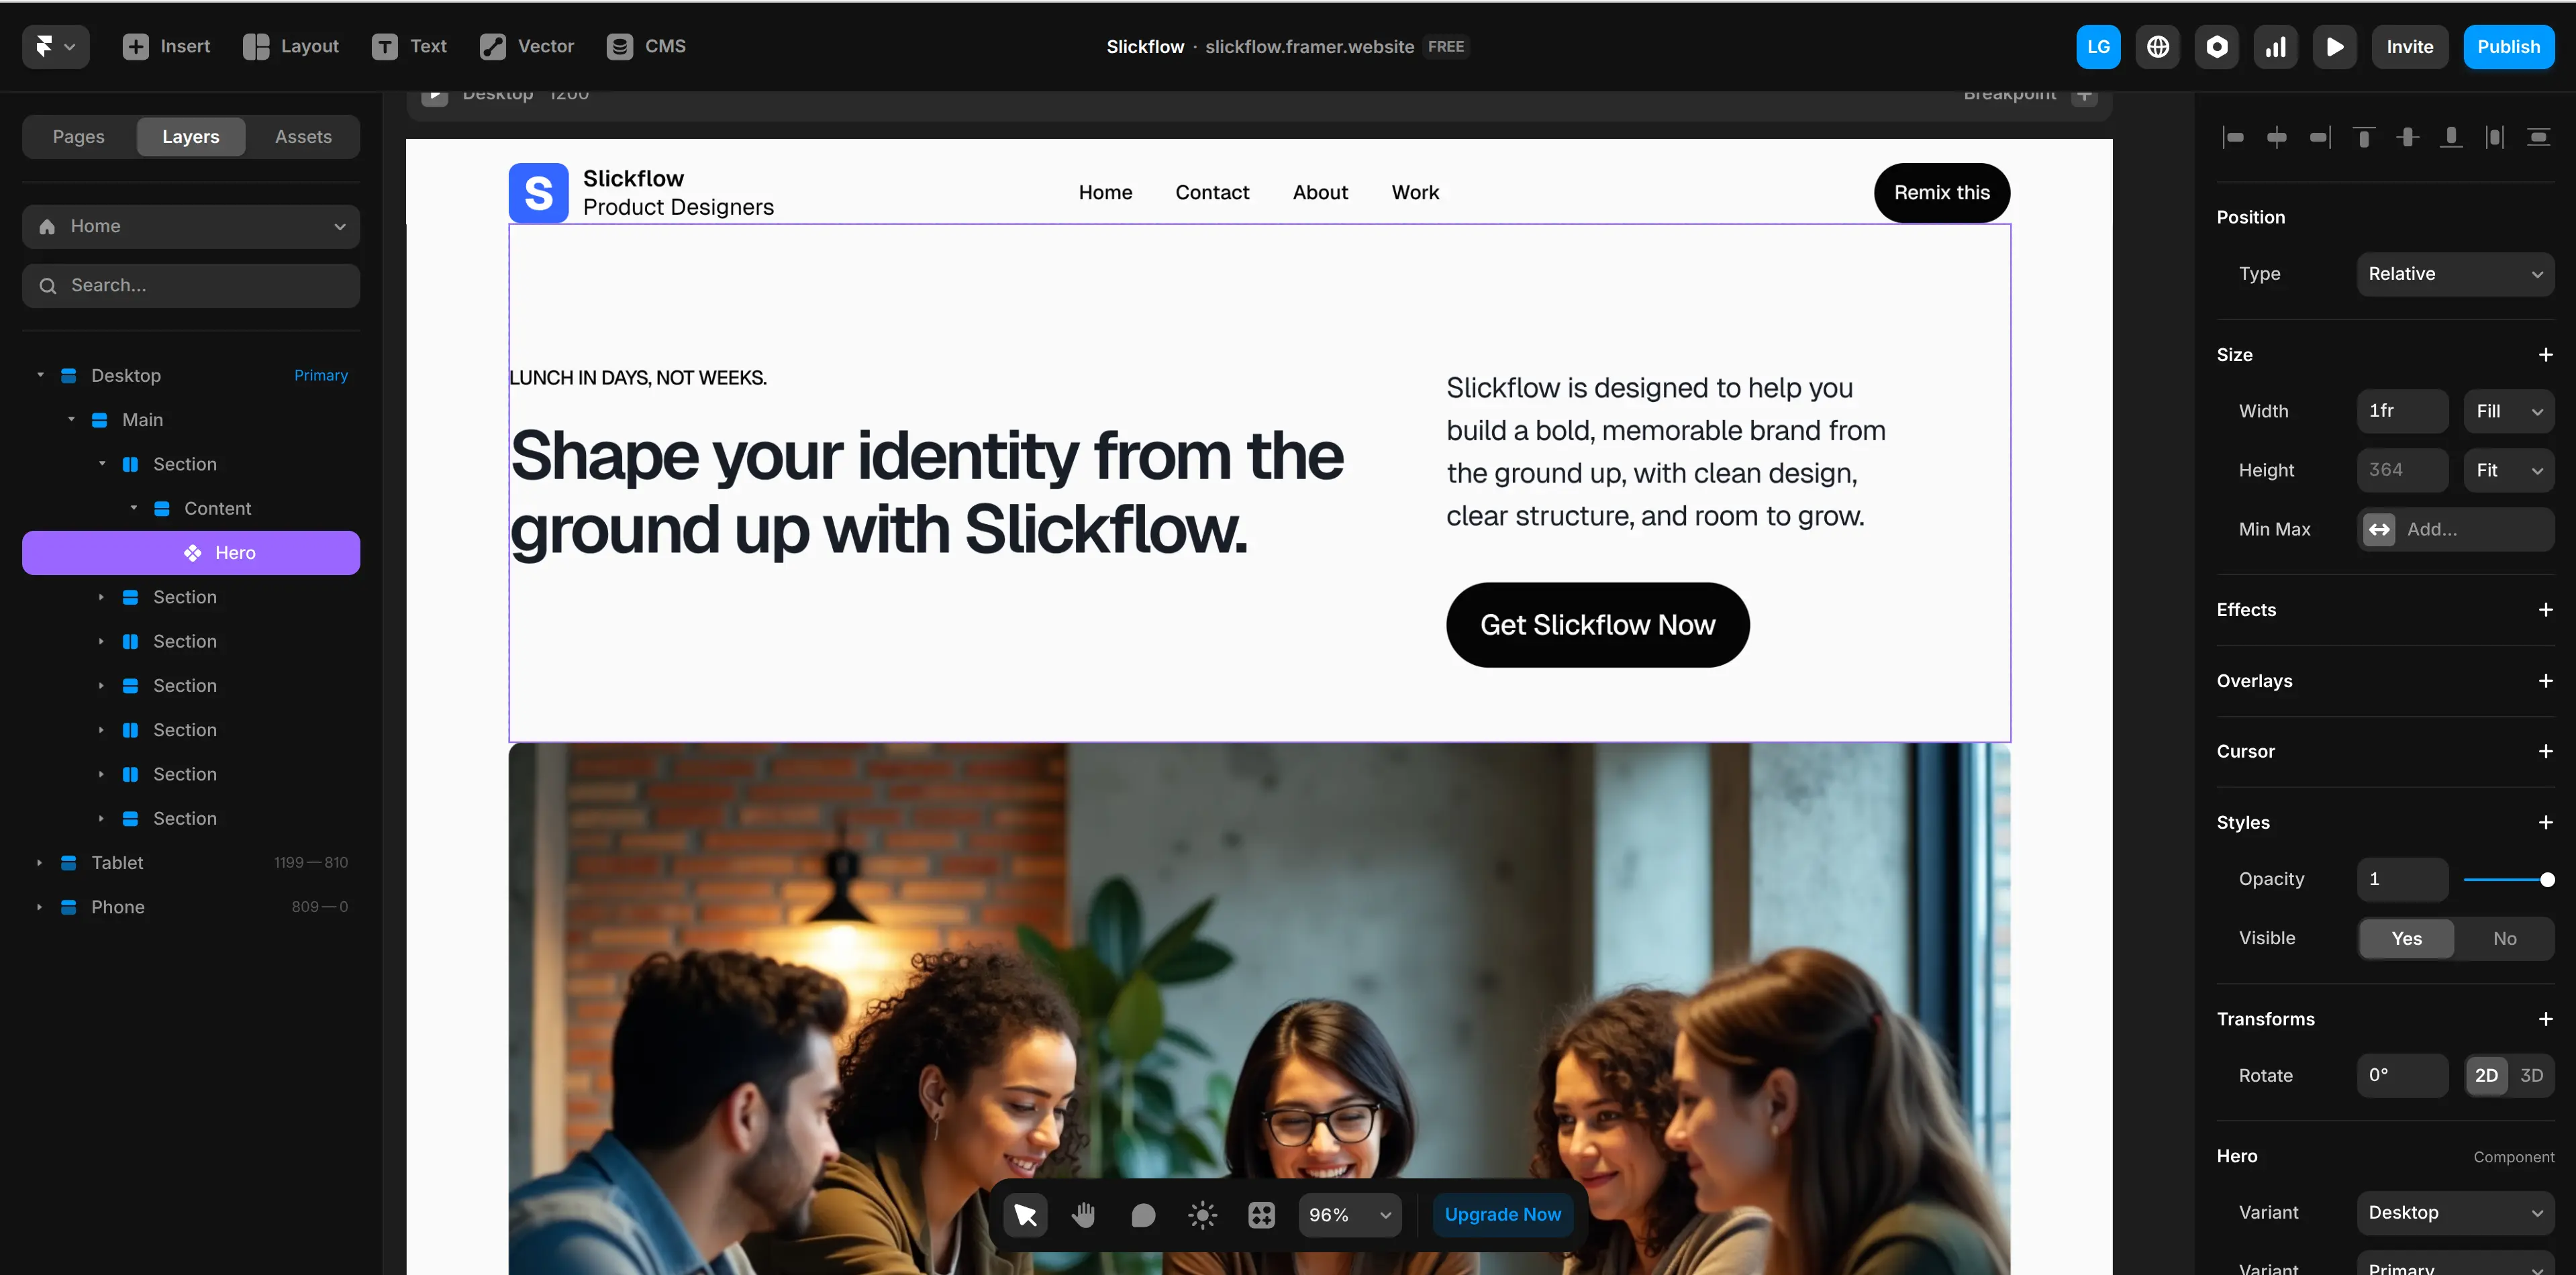 Insert
Layout
Text
Vector
CMS
Slickflow · slickflow.framer.website FREE
LG
Invite
Publish
Pages
Layers
Assets
Home
Search...
Desktop Primary
Main
Section
Content
Hero
Section
Section
Section
Section
Section
Section
Tablet 1199—810
Phone 809—0
Desktop 1200
Breakpoint
S
Slickflow
Product Designers
Home
Contact
About
Work
Remix this
LUNCH IN DAYS, NOT WEEKS.
Shape your identity from the
ground up with Slickflow.
Slickflow is designed to help you
build a bold, memorable brand from
the ground up, with clean design,
clear structure, and room to grow.
Get Slickflow Now
96%
Upgrade Now
Position
Type Relative
Size
Width 1fr Fill
Height 364 Fit
Min Max Add...
Effects
Overlays
Cursor
Styles
Opacity 1
Visible Yes No
Transforms
Rotate 0° 2D 3D
Hero Component
Variant Desktop
Variant Primary